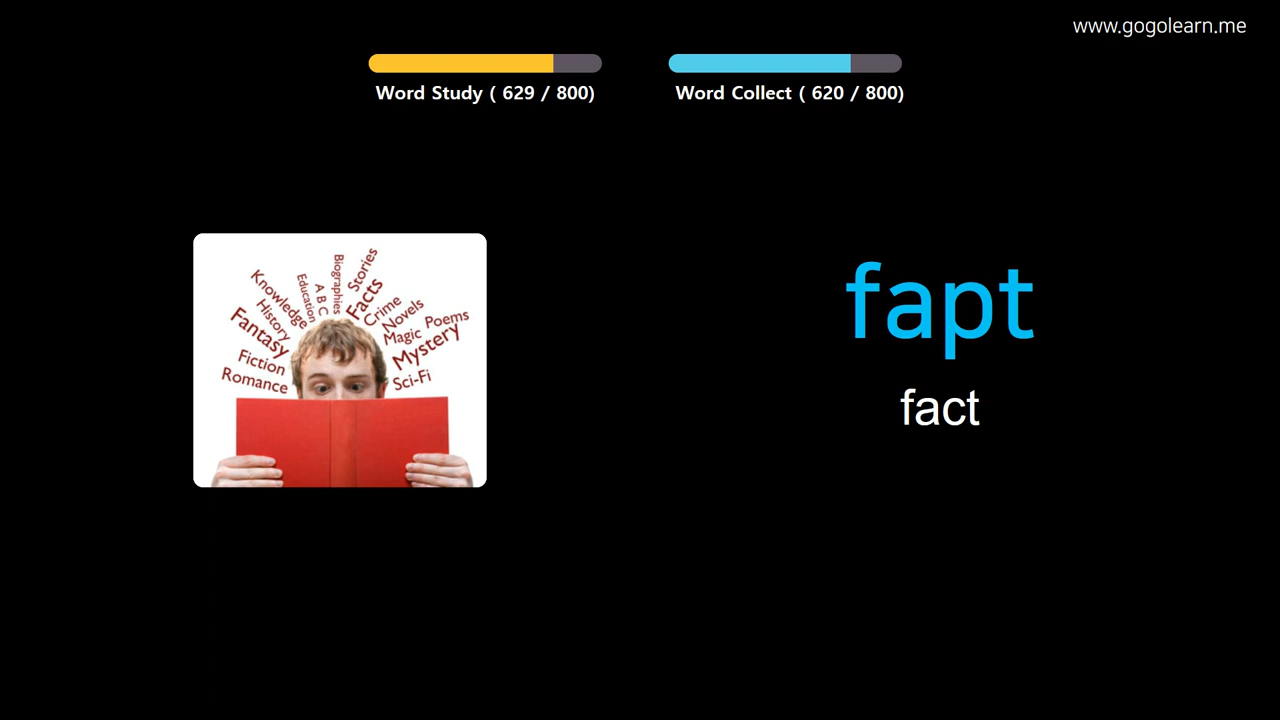 www.gogolearn.me
Word Study ( 629 / 800)
Word Collect ( 620 / 800)
Knowledge
History
Fantasy
Fiction
Romance
Education
A B C
Biographies
Stories
Facts
Crime
Novels
Magic
Poems
Mystery
Sci-Fi
fapt
fact